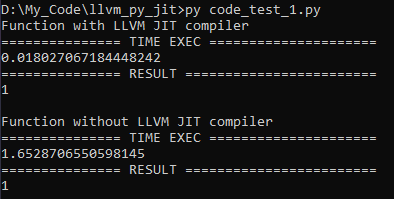 D:\My_Code\llvm_py_jit>py code_test_1.py
Function with LLVM JIT compiler
=============== TIME EXEC =====================
0.018027067184448242
=============== RESULT ========================
1
Function without LLVM JIT compiler
=============== TIME EXEC =====================
1.6528706550598145
=============== RESULT ========================
1